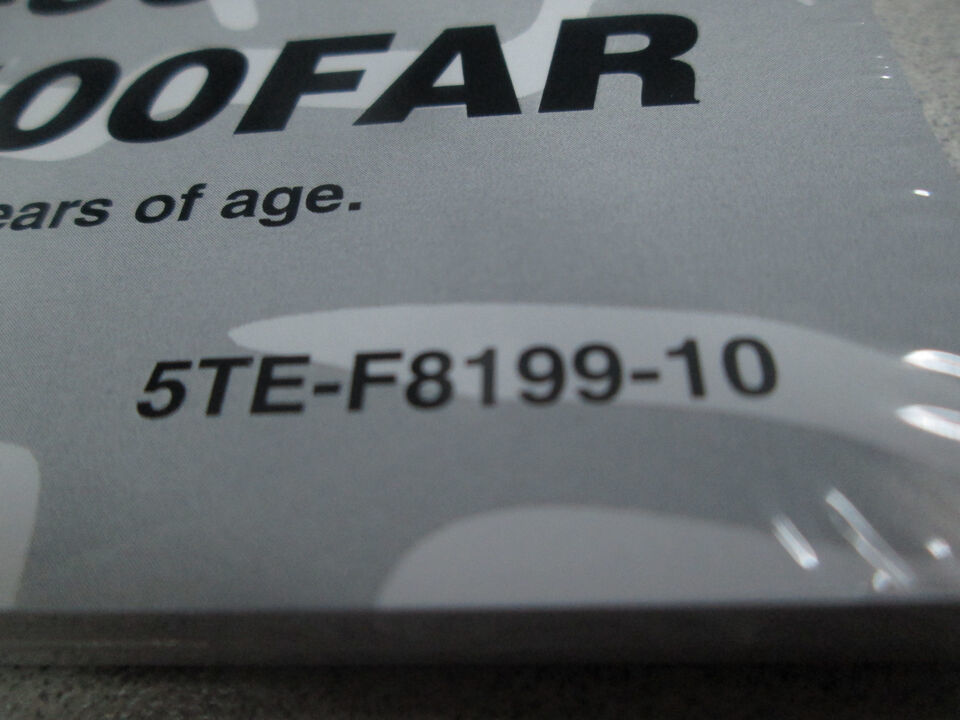 00FAR
ears of age.
5TE-F8199-10